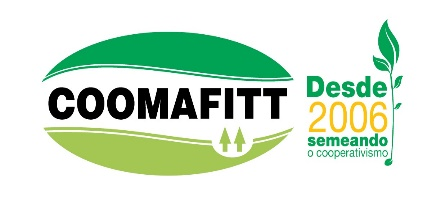 COOMAFITT
Desde
2006
semeando
o cooperativismo